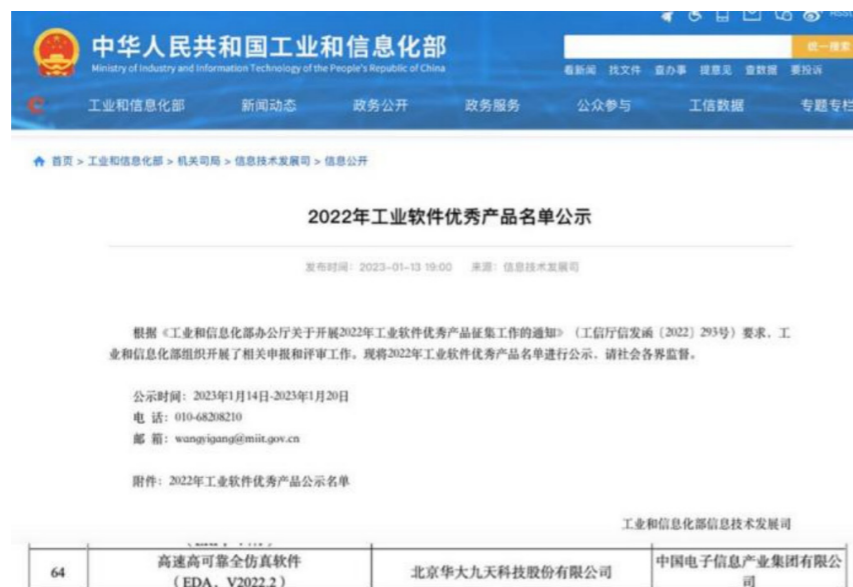 中华人民共和国工业和信息化部
Ministry of Industry and Information Technology of the People's Republic of China
统一搜索
看新闻 找文件 查办事 提意见 查数据 要投诉
工业和信息化部 新闻动态 政务公开 政务服务 公众参与 工信数据 专题专栏
首页 > 工业和信息化部 > 机关司局 > 信息技术发展司 > 信息公开
2022年工业软件优秀产品名单公示
发布时间：2023-01-13 19:00 来源：信息技术发展司
根据《工业和信息化部办公厅关于开展2022年工业软件优秀产品征集工作的通知》（工信厅信发函〔2022〕293号）要求，工
业和信息化部组织开展了相关申报和评审工作。现将2022年工业软件优秀产品名单进行公示，请社会各界监督。
公示时间：2023年1月14日-2023年1月20日
电 话：010-68208210
邮 箱：wangyigang@miit.gov.cn
附件：2022年工业软件优秀产品公示名单
工业和信息化部信息技术发展司
64 高速高可靠全仿真软件 北京华大九天科技股份有限公司 中国电子信息产业集团有限公
（EDA，V2022.2） 司